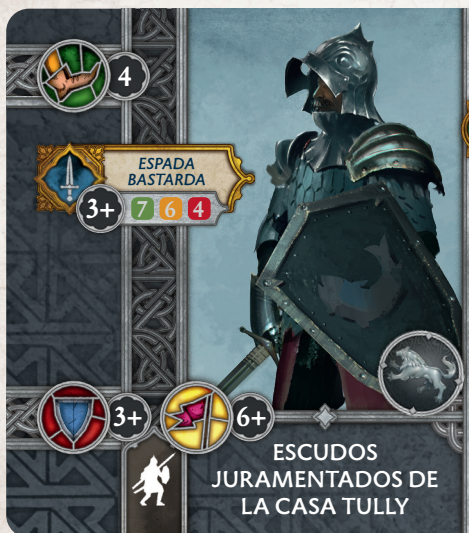 4
ESPADA
BASTARDA
3+ 7 6 4
3+ 6+
ESCUDOS
JURAMENTADOS DE
LA CASA TULLY